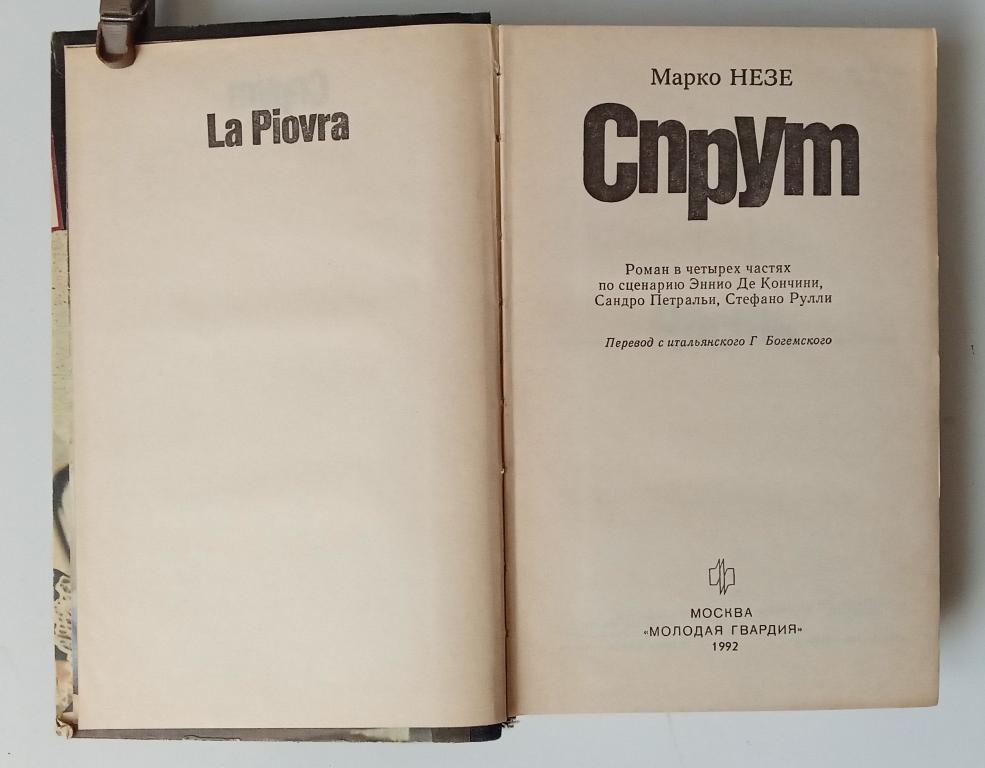 La Piovra
Марко НЕЗЕ
Спрут
Роман в четырех частях
по сценарию Эннио Де Кончини,
Сандро Петральи, Стефано Рулли
Перевод с итальянского Г Богемского
МОСКВА
«МОЛОДАЯ ГВАРДИЯ»
1992